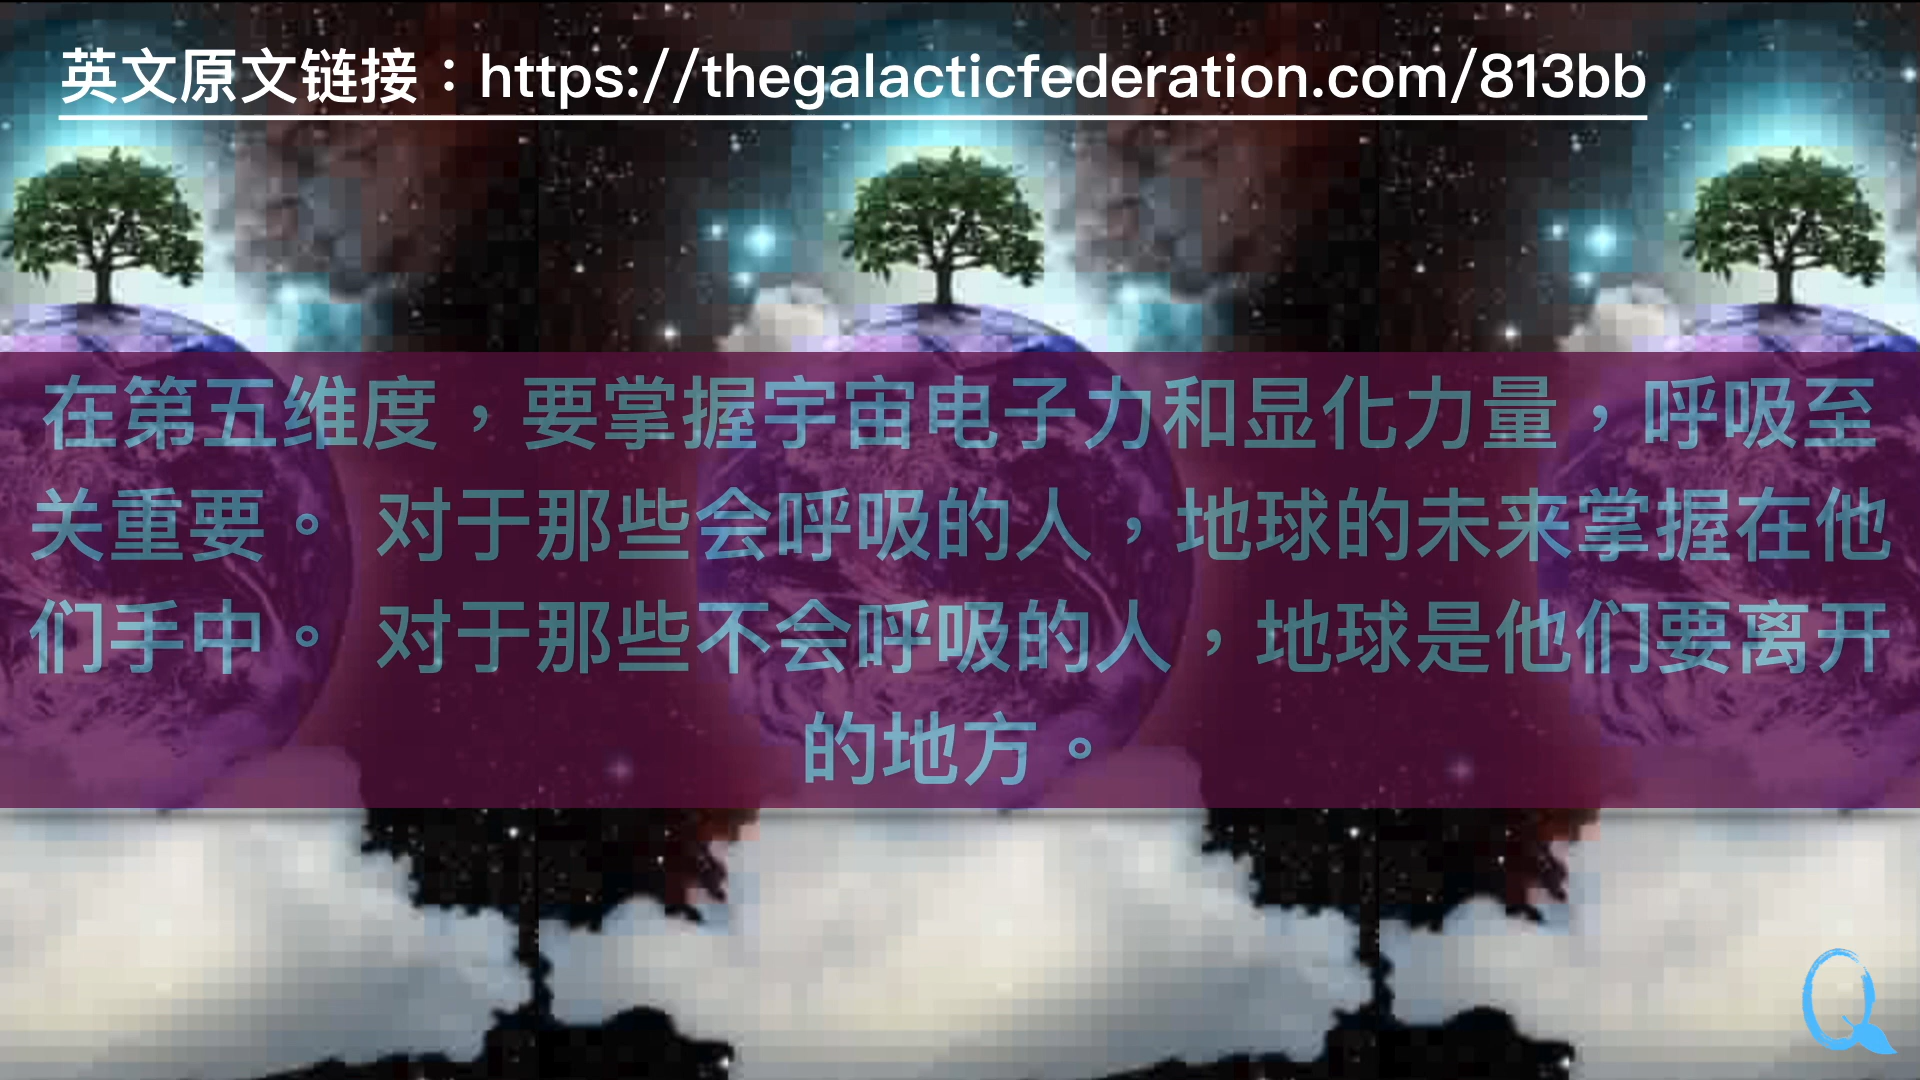 英文原文链接：https://thegalacticfederation.com/813bb
在第五维度，要掌握宇宙电子力和显化力量，呼吸至
关重要。 对于那些会呼吸的人，地球的未来掌握在他
们手中。 对于那些不会呼吸的人，地球是他们要离开
的地方。
Q